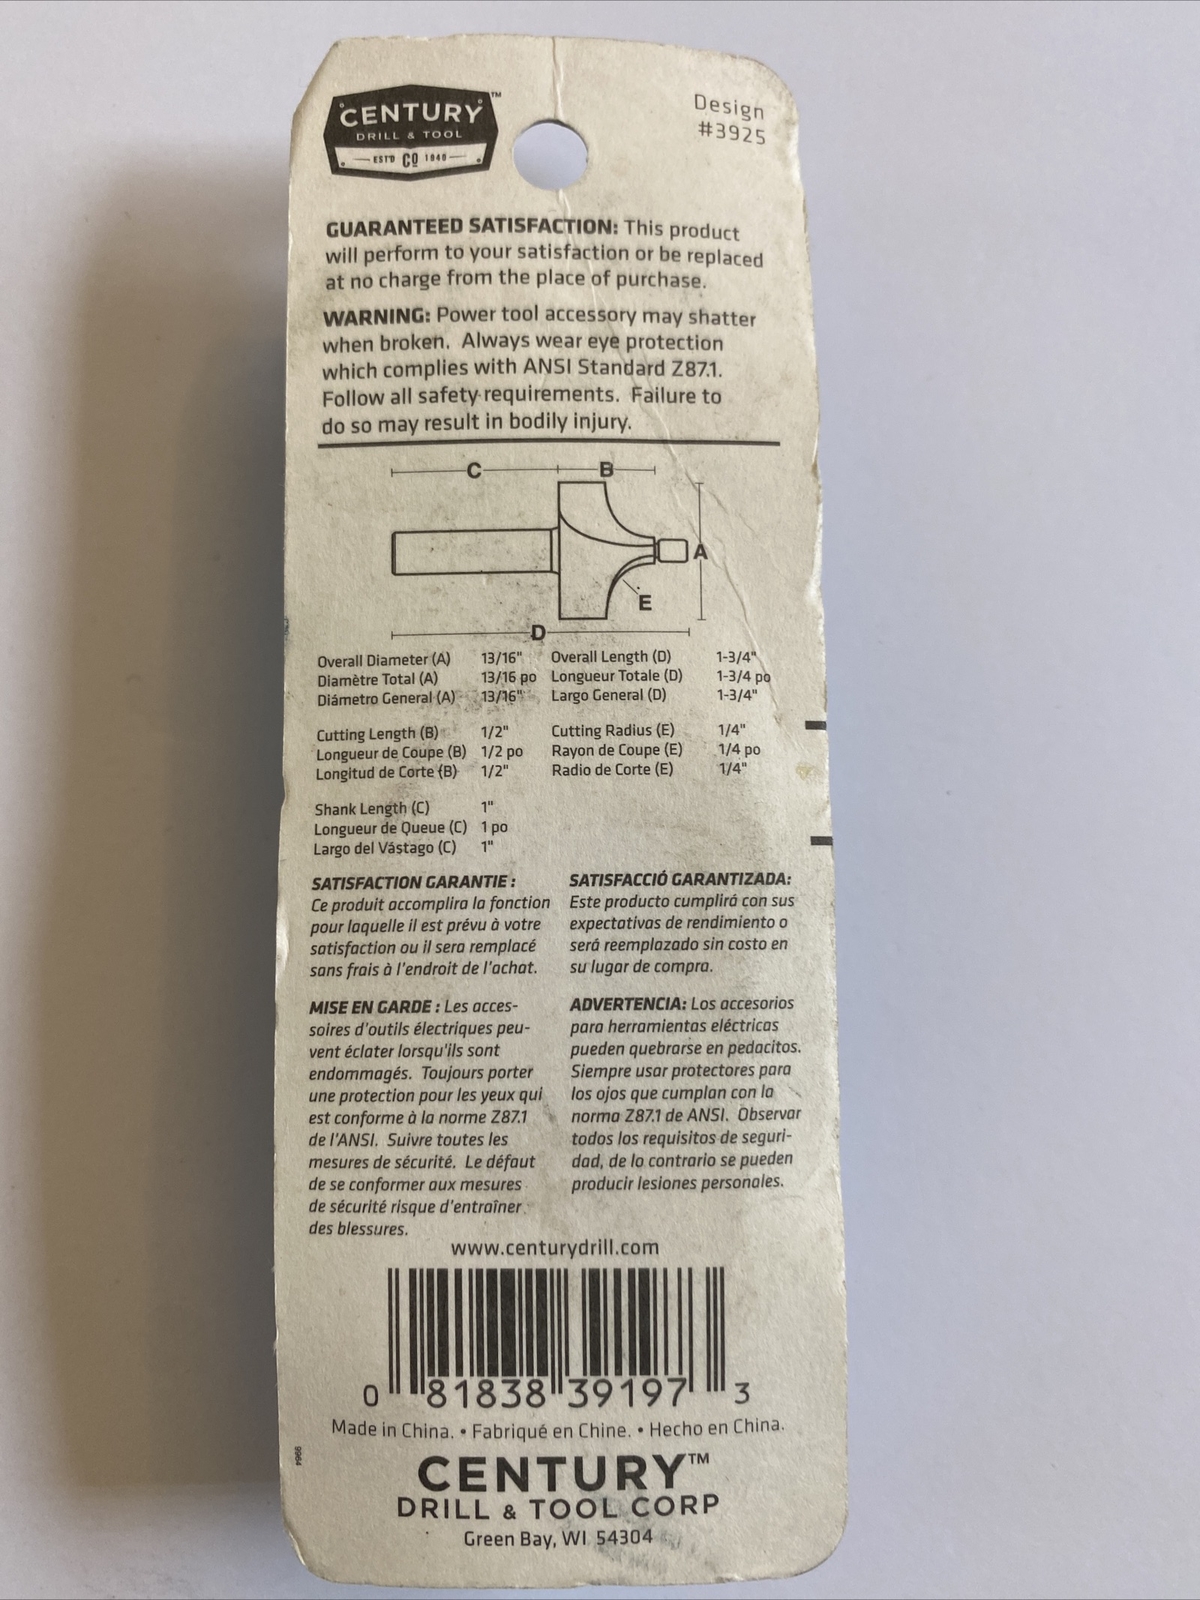 CENTURY™
DRILL & TOOL
EST'D CO 1940
Design
#3925
GUARANTEED SATISFACTION: This product
will perform to your satisfaction or be replaced
at no charge from the place of purchase.
WARNING: Power tool accessory may shatter
when broken. Always wear eye protection
which complies with ANSI Standard Z87.1.
Follow all safety requirements. Failure to
do so may result in bodily injury.
C B
A
E
D
Overall Diameter (A) 13/16"
Diamètre Total (A) 13/16 po
Diámetro General (A) 13/16"
Overall Length (D) 1-3/4"
Longueur Totale (D) 1-3/4 po
Largo General (D) 1-3/4"
Cutting Length (B) 1/2"
Longueur de Coupe (B) 1/2 po
Longitud de Corte (B) 1/2"
Cutting Radius (E) 1/4"
Rayon de Coupe (E) 1/4 po
Radio de Corte (E) 1/4"
Shank Length (C) 1"
Longueur de Queue (C) 1 po
Largo del Vástago (C) 1"
SATISFACTION GARANTIE :
Ce produit accomplira la fonction
pour laquelle il est prévu à votre
satisfaction ou il sera remplacé
sans frais à l'endroit de l'achat.
MISE EN GARDE : Les acces-
soires d'outils électriques peu-
vent éclater lorsqu'ils sont
endommagés. Toujours porter
une protection pour les yeux qui
est conforme à la norme Z87.1
de l'ANSI. Suivre toutes les
mesures de sécurité. Le défaut
de se conformer aux mesures
de sécurité risque d'entraîner
des blessures.
SATISFACCIÓ GARANTIZADA:
Este producto cumplirá con sus
expectativas de rendimiento o
será reemplazado sin costo en
su lugar de compra.
ADVERTENCIA: Los accesorios
para herramientas eléctricas
pueden quebrarse en pedacitos.
Siempre usar protectores para
los ojos que cumplan con la
norma Z87.1 de ANSI. Observar
todos los requisitos de seguri-
dad, de lo contrario se pueden
producir lesiones personales.
www.centurydrill.com
0 81838 39197 3
Made in China. • Fabriqué en Chine. • Hecho en China.
CENTURY™
DRILL & TOOL CORP
Green Bay, WI 54304